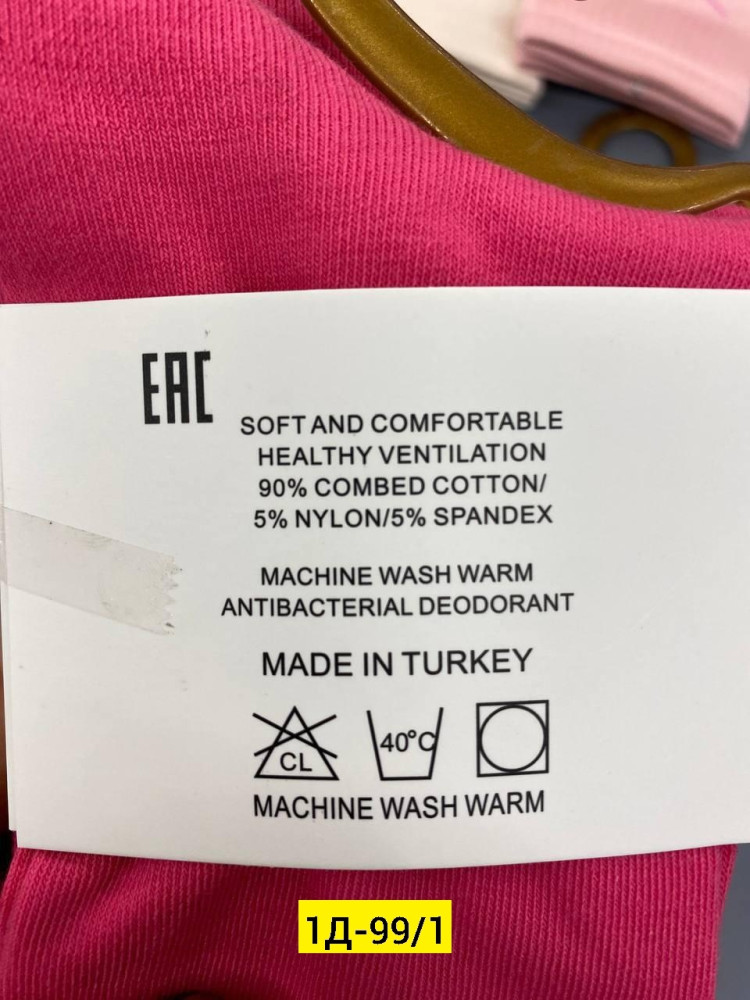 EAC
SOFT AND COMFORTABLE
HEALTHY VENTILATION
90% COMBED COTTON/
5% NYLON/5% SPANDEX
MACHINE WASH WARM
ANTIBACTERIAL DEODORANT
MADE IN TURKEY
CL
40°C
MACHINE WASH WARM
1Д-99/1